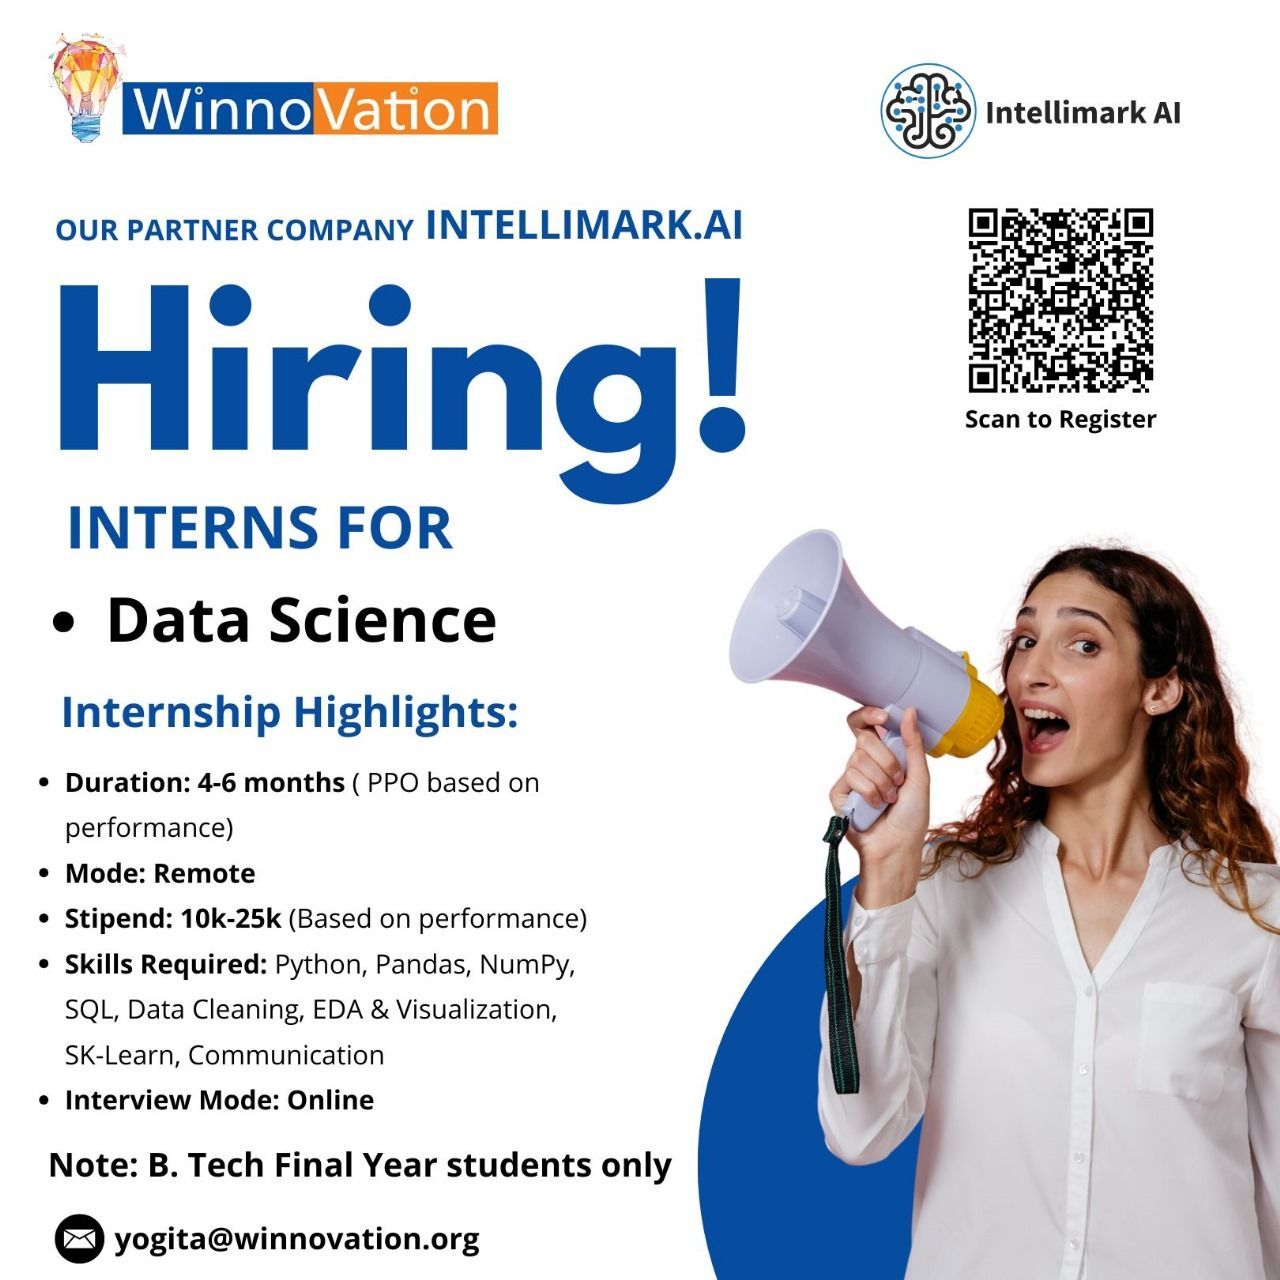 WinnoVation
Intellimark AI
OUR PARTNER COMPANY INTELLIMARK.AI
Hiring!
Scan to Register
INTERNS FOR
• Data Science
Internship Highlights:
• Duration: 4-6 months ( PPO based on
performance)
• Mode: Remote
• Stipend: 10k-25k (Based on performance)
• Skills Required: Python, Pandas, NumPy,
SQL, Data Cleaning, EDA & Visualization,
SK-Learn, Communication
• Interview Mode: Online
Note: B. Tech Final Year students only
yogita@winnovation.org